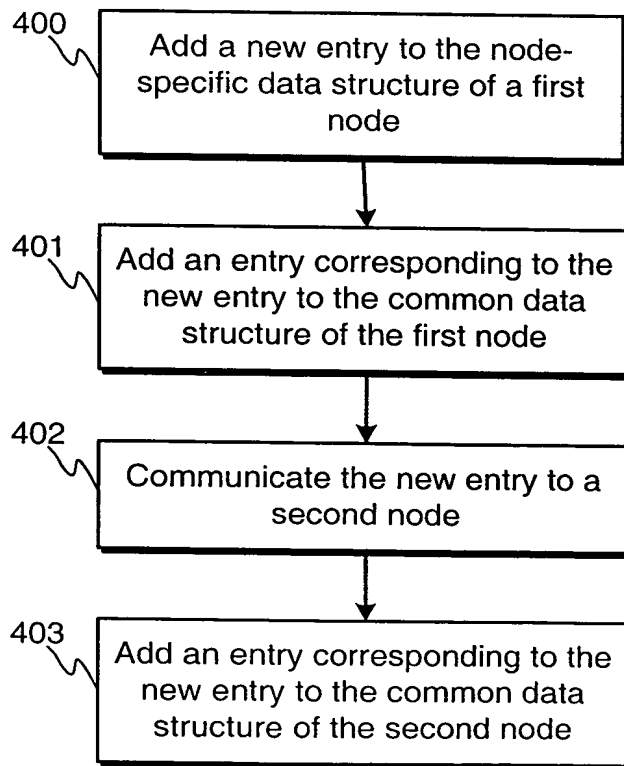 400
Add a new entry to the node-
specific data structure of a first
node
401
Add an entry corresponding to the
new entry to the common data
structure of the first node
402
Communicate the new entry to a
second node
403
Add an entry corresponding to the
new entry to the common data
structure of the second node